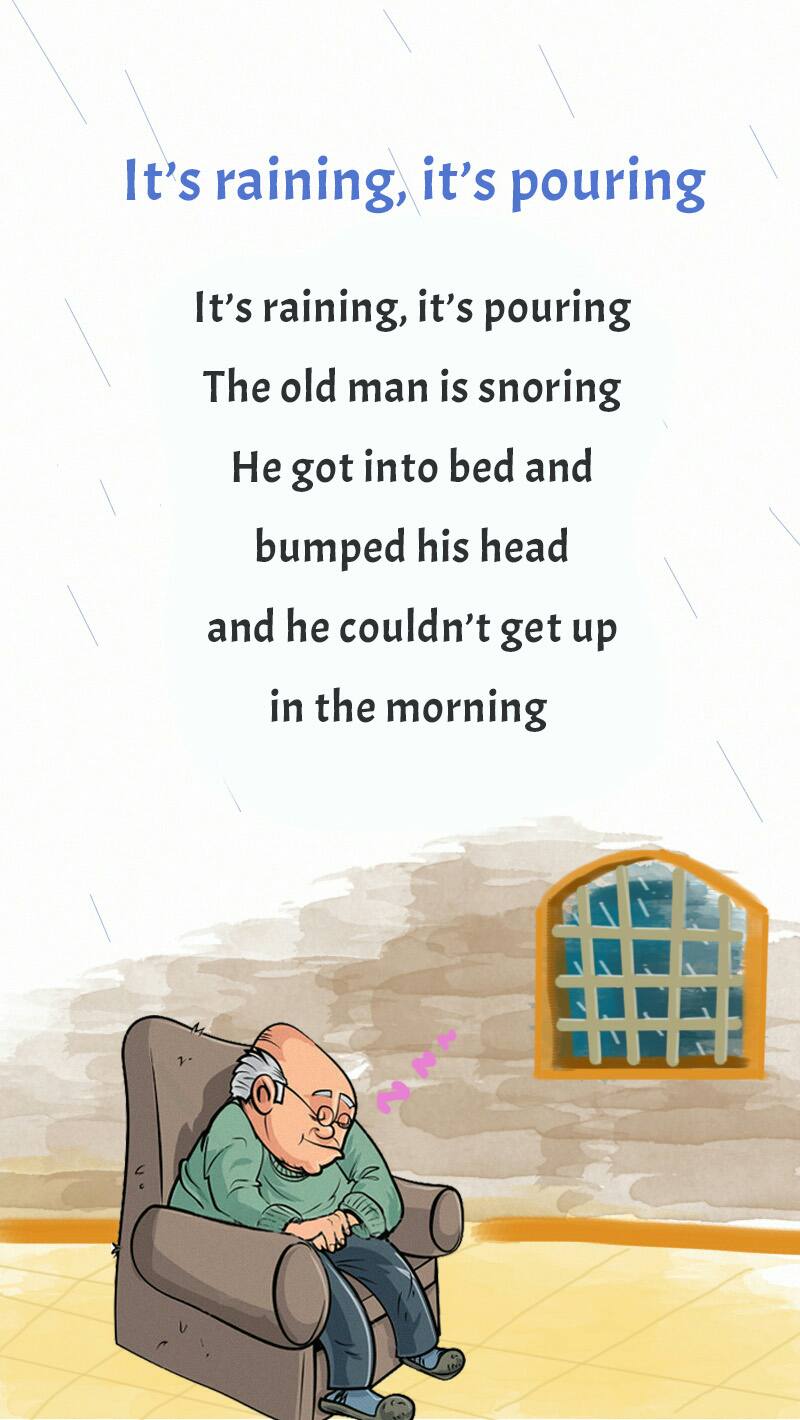 It's raining, it's pouring
It's raining, it's pouring
The old man is snoring
He got into bed and
bumped his head
and he couldn't get up
in the morning
z z z